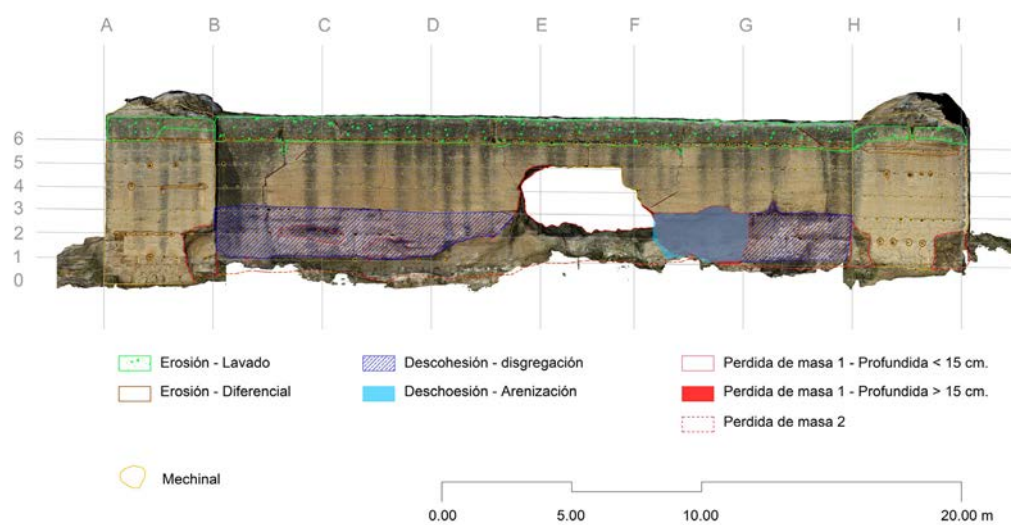 A B C D E F G H I
6
5
4
3
2
1
0
Erosión - Lavado
Descohesión - disgregación
Perdida de masa 1 - Profundida < 15 cm.
Erosión - Diferencial
Deschoesión - Arenización
Perdida de masa 1 - Profundida > 15 cm.
Perdida de masa 2
Mechinal
0.00 5.00 10.00 20.00 m